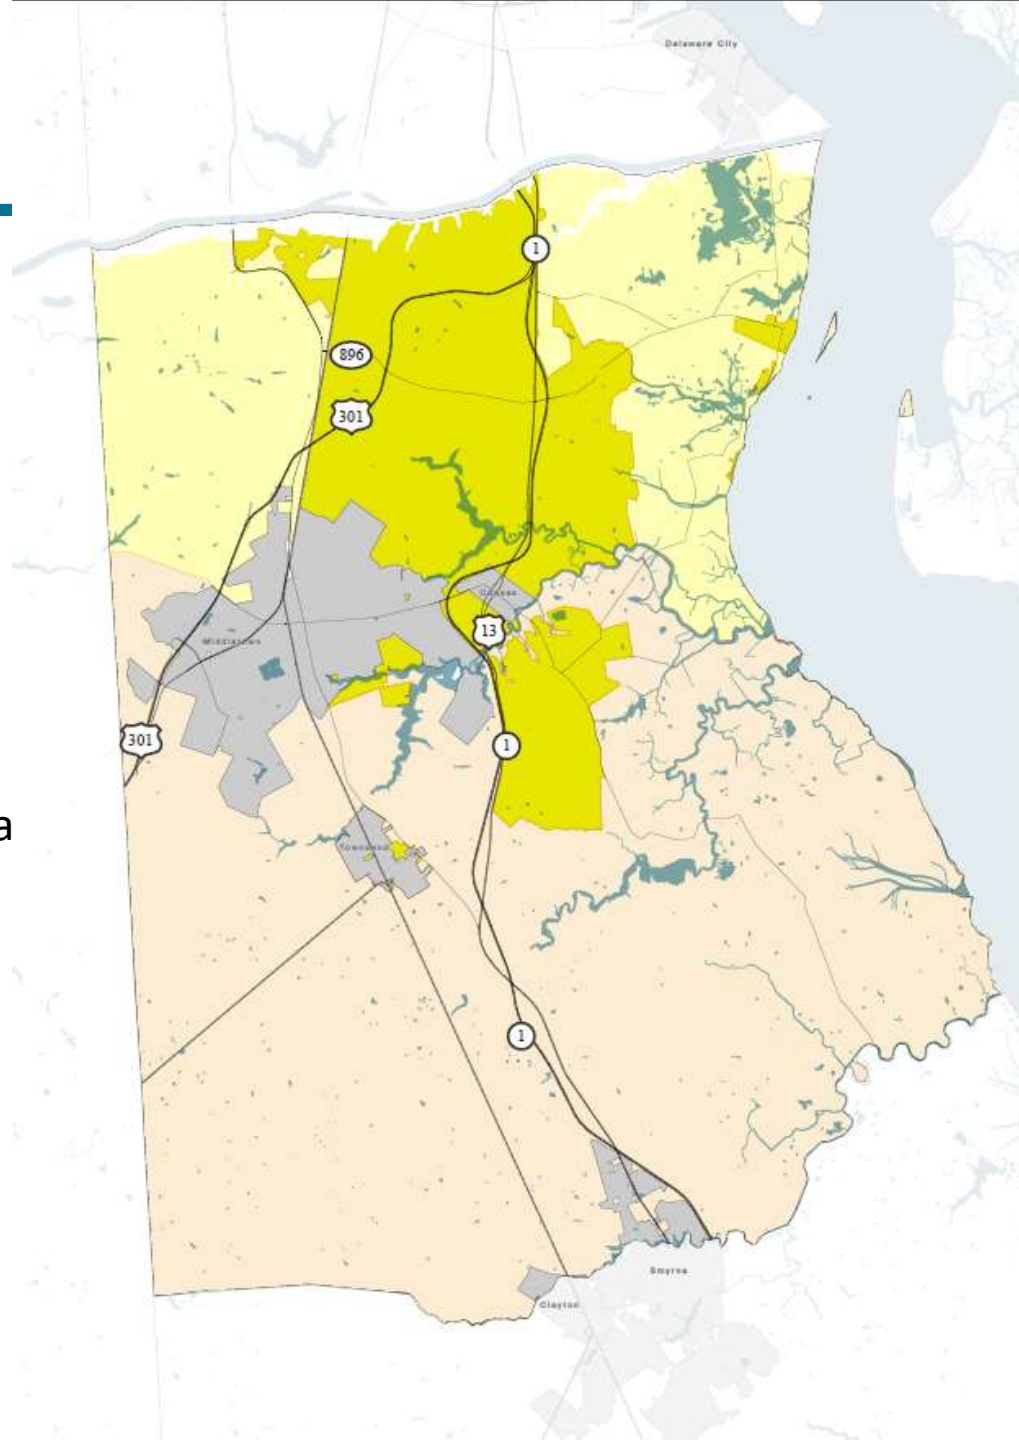 Delaware City
1
896
301
Odessa
13
Middletown
301
1
a
Townsend
1
Smyrna
Clayton